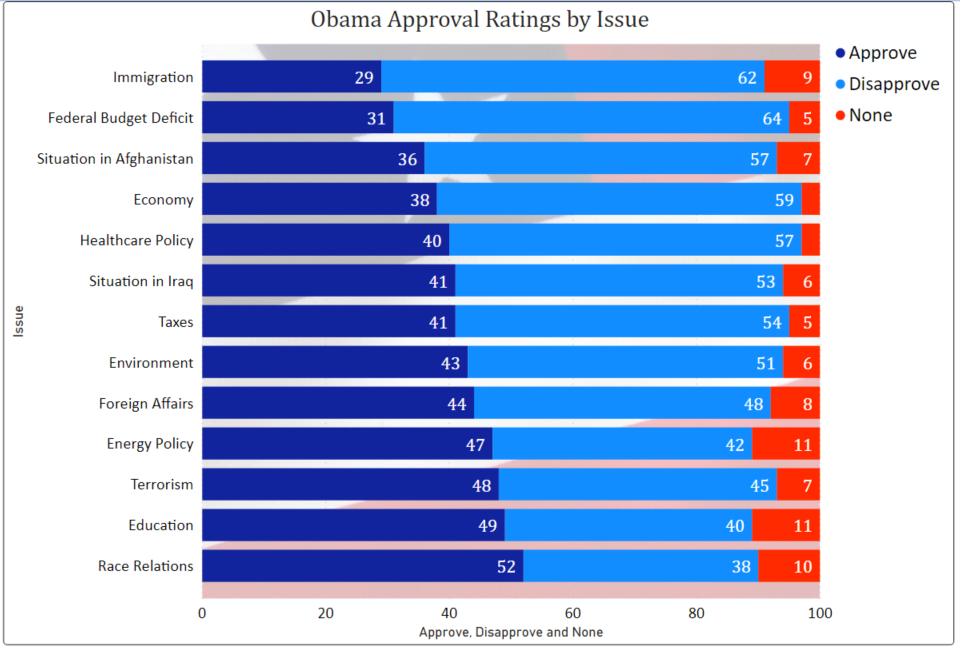 Obama Approval Ratings by Issue
Approve
Disapprove
None
Issue
Immigration 29 62 9
Federal Budget Deficit 31 64 5
Situation in Afghanistan 36 57 7
Economy 38 59
Healthcare Policy 40 57
Situation in Iraq 41 53 6
Taxes 41 54 5
Environment 43 51 6
Foreign Affairs 44 48 8
Energy Policy 47 42 11
Terrorism 48 45 7
Education 49 40 11
Race Relations 52 38 10
0 20 40 60 80 100
Approve, Disapprove and None